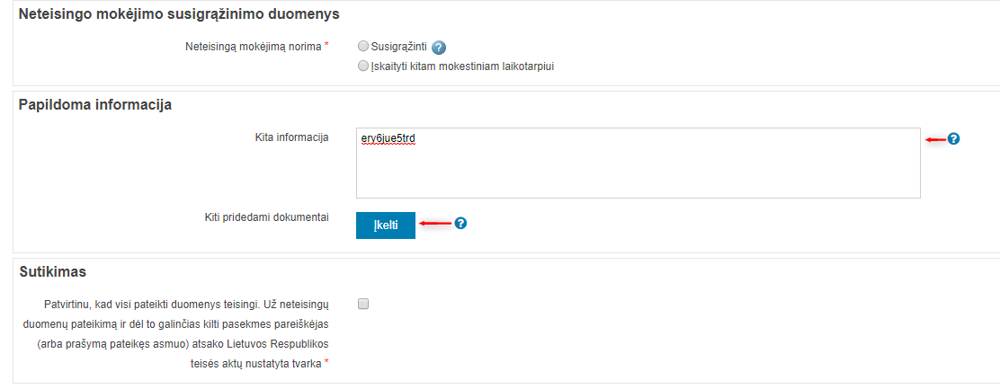 Neteisingo mokėjimo susigrąžinimo duomenys
Neteisingą mokėjimą norima *
Susigrąžinti ?
Įskaityti kitam mokestiniam laikotarpiui
Papildoma informacija
Kita informacija
ery6jue5trd
?
Kiti pridedami dokumentai
Įkelti
?
Sutikimas
Patvirtinu, kad visi pateikti duomenys teisingi. Už neteisingų
duomenų pateikimą ir dėl to galinčias kilti pasekmes pareiškėjas
(arba prašymą pateikęs asmuo) atsako Lietuvos Respublikos
teisės aktų nustatyta tvarka *